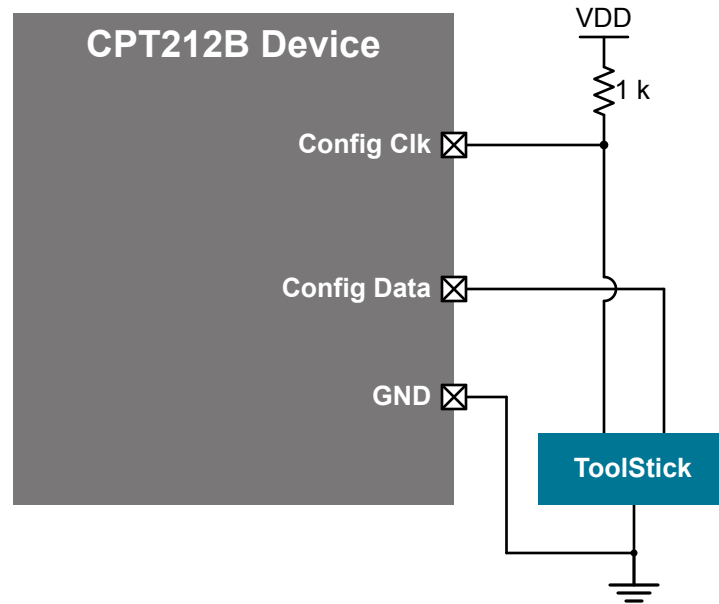 CPT212B Device
VDD
1 k
Config Clk
Config Data
GND
ToolStick